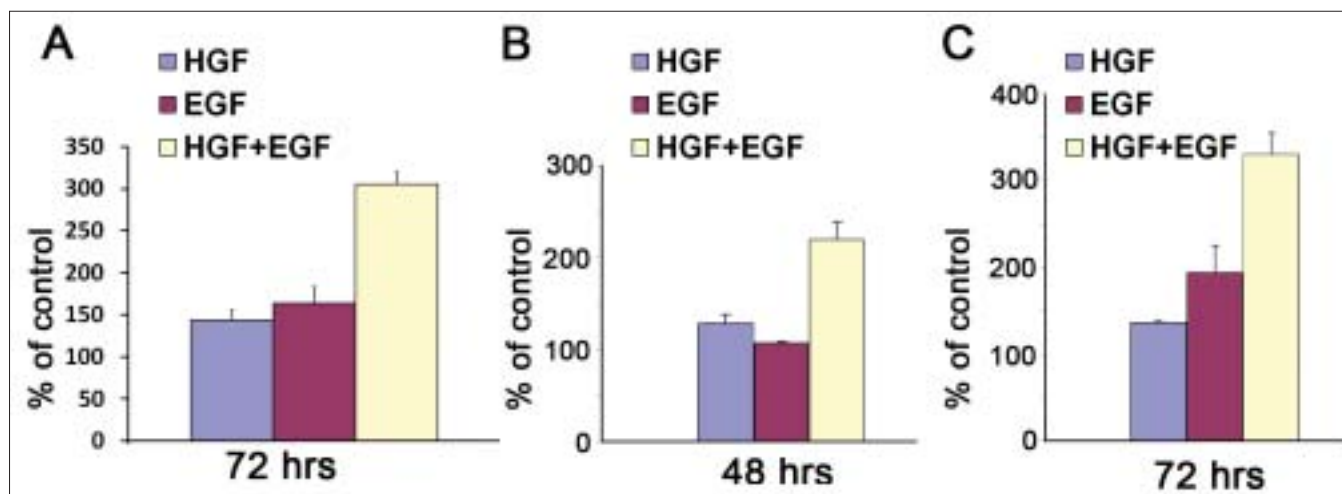 A
HGF
EGF
HGF+EGF
350
300
250
200
150
100
50
0
% of control
72 hrs
B
HGF
EGF
HGF+EGF
300
200
100
0
% of control
48 hrs
C
HGF
EGF
HGF+EGF
400
300
200
100
0
% of control
72 hrs